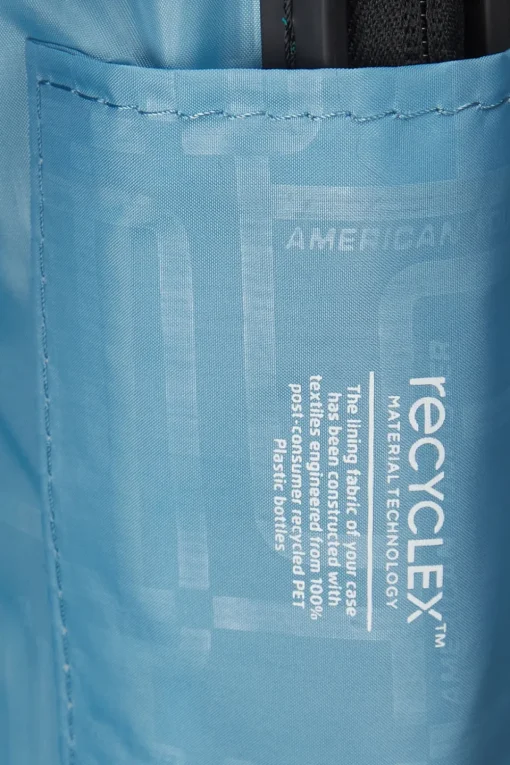 AMERICAN
recYCLEX™
MATERIAL TECHNOLOGY
The lining fabric of your case
has been constructed with
textiles engineered from 100%
post-consumer recycled PET
Plastic bottles